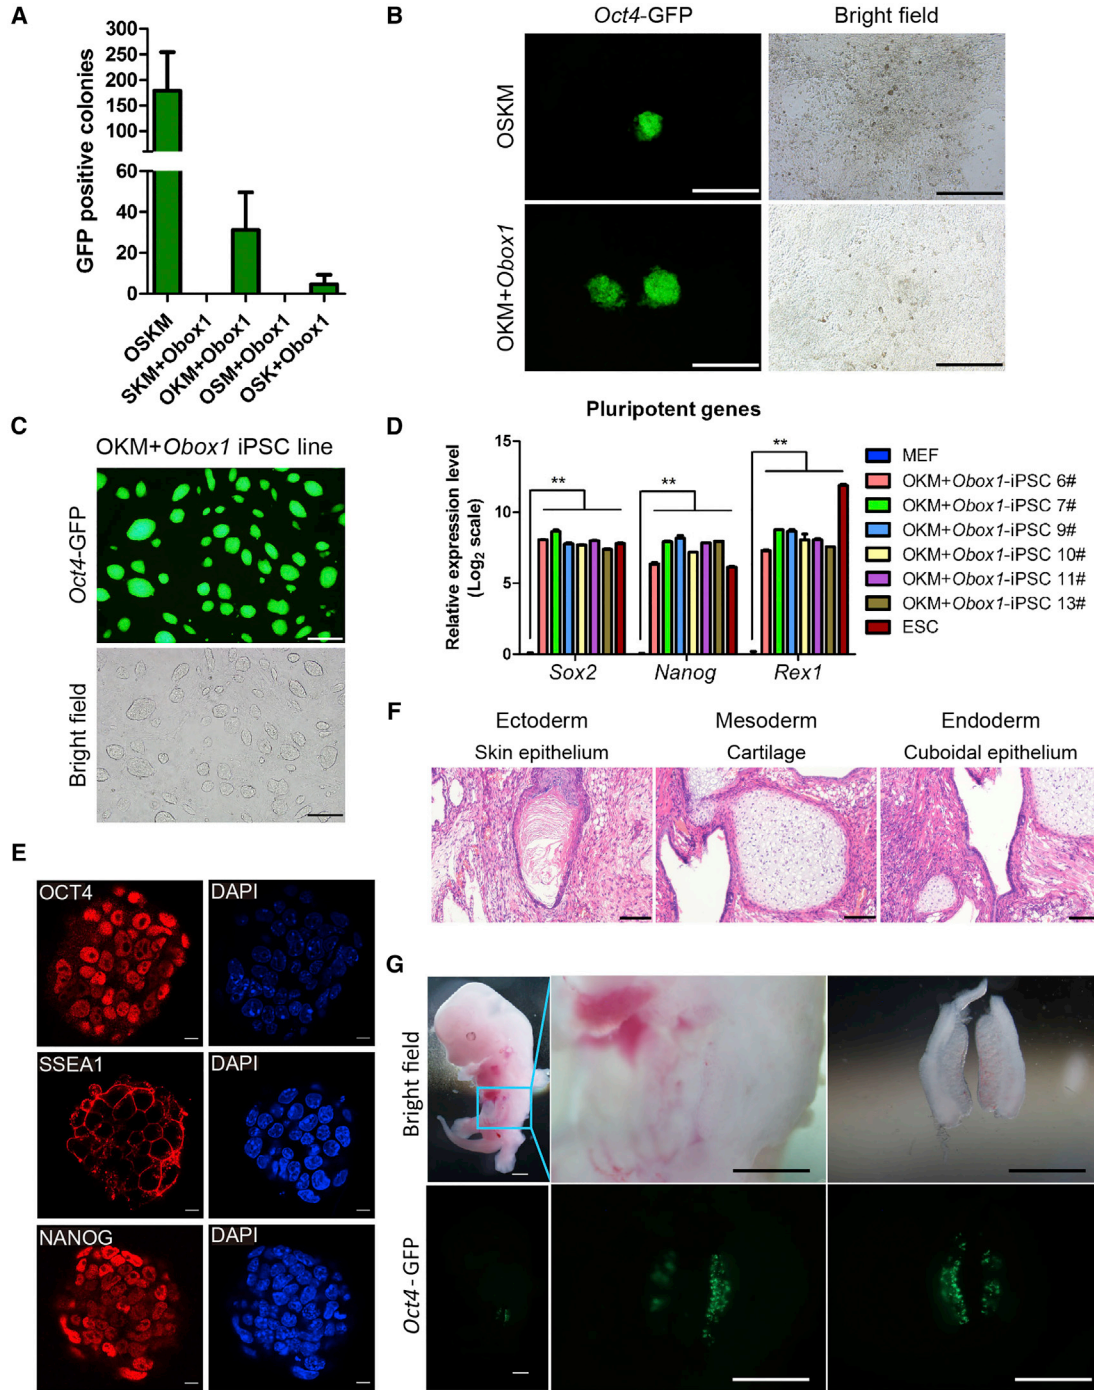 A
GFP positive colonies
300
250
200
150
100
60
40
20
0
OSKM
SKM+Obox1
OKM+Obox1
OSM+Obox1
OSK+Obox1
B
Oct4-GFP
Bright field
OSKM
OKM+Obox1
C
OKM+Obox1 iPSC line
Oct4-GFP
Bright field
D
Pluripotent genes
Relative expression level
(Log2 scale)
15
10
5
0
**
**
**
Sox2
Nanog
Rex1
MEF
OKM+Obox1-iPSC 6#
OKM+Obox1-iPSC 7#
OKM+Obox1-iPSC 9#
OKM+Obox1-iPSC 10#
OKM+Obox1-iPSC 11#
OKM+Obox1-iPSC 13#
ESC
E
OCT4
DAPI
SSEA1
DAPI
NANOG
DAPI
F
Ectoderm
Mesoderm
Endoderm
Skin epithelium
Cartilage
Cuboidal epithelium
G
Bright field
Oct4 - GFP